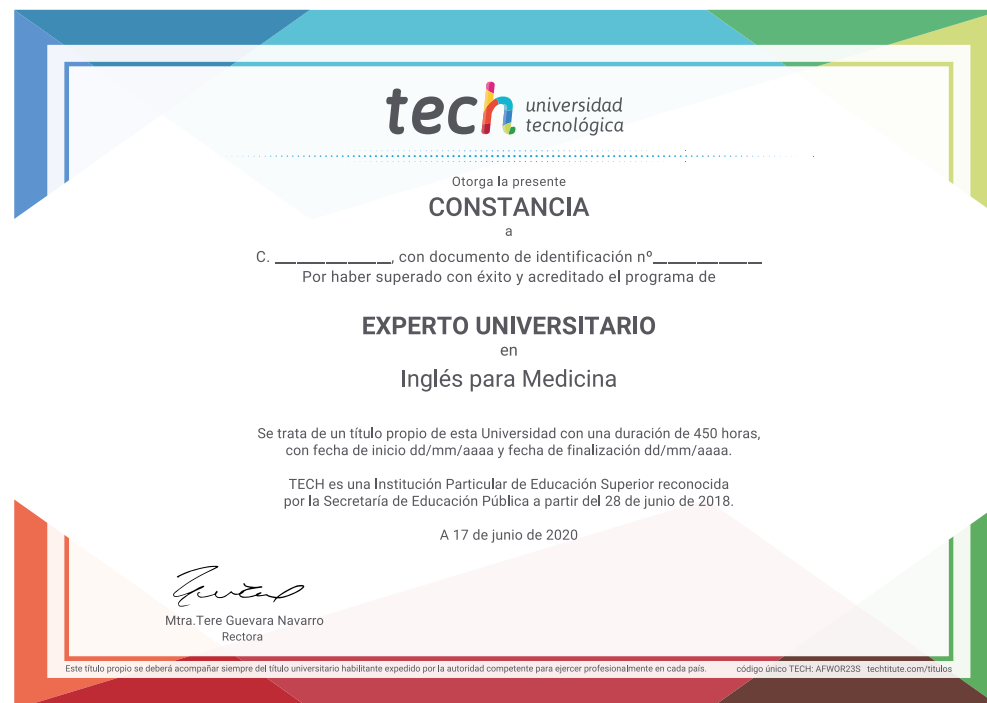 tech universidad
tecnológica
Otorga la presente
CONSTANCIA
a
C. ______________, con documento de identificación nº______________
Por haber superado con éxito y acreditado el programa de
EXPERTO UNIVERSITARIO
en
Inglés para Medicina
Se trata de un título propio de esta Universidad con una duración de 450 horas,
con fecha de inicio dd/mm/aaaa y fecha de finalización dd/mm/aaaa.
TECH es una Institución Particular de Educación Superior reconocida
por la Secretaría de Educación Pública a partir del 28 de junio de 2018.
A 17 de junio de 2020
Mtra.Tere Guevara Navarro
Rectora
Este título propio se deberá acompañar siempre del título universitario habilitante expedido por la autoridad competente para ejercer profesionalmente en cada país. código único TECH: AFWOR23S techtitute.com/titulos